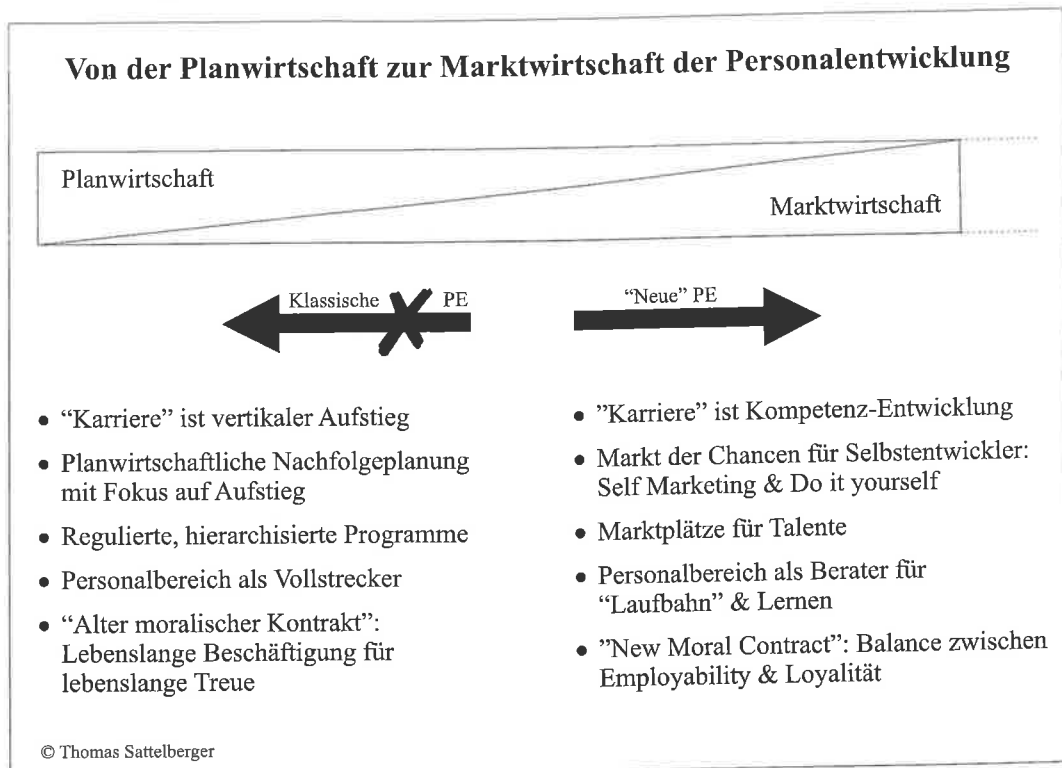 Von der Planwirtschaft zur Marktwirtschaft der Personalentwicklung
Planwirtschaft
Marktwirtschaft
Klassische PE
“Neue” PE
• “Karriere” ist vertikaler Aufstieg
• Planwirtschaftliche Nachfolgeplanung
mit Fokus auf Aufstieg
• Regulierte, hierarchisierte Programme
• Personalbereich als Vollstrecker
• “Alter moralischer Kontrakt”:
Lebenslange Beschäftigung für
lebenslange Treue
• ”Karriere” ist Kompetenz-Entwicklung
• Markt der Chancen für Selbstentwickler:
Self Marketing & Do it yourself
• Marktplätze für Talente
• Personalbereich als Berater für
“Laufbahn” & Lernen
• ”New Moral Contract”: Balance zwischen
Employability & Loyalität
© Thomas Sattelberger